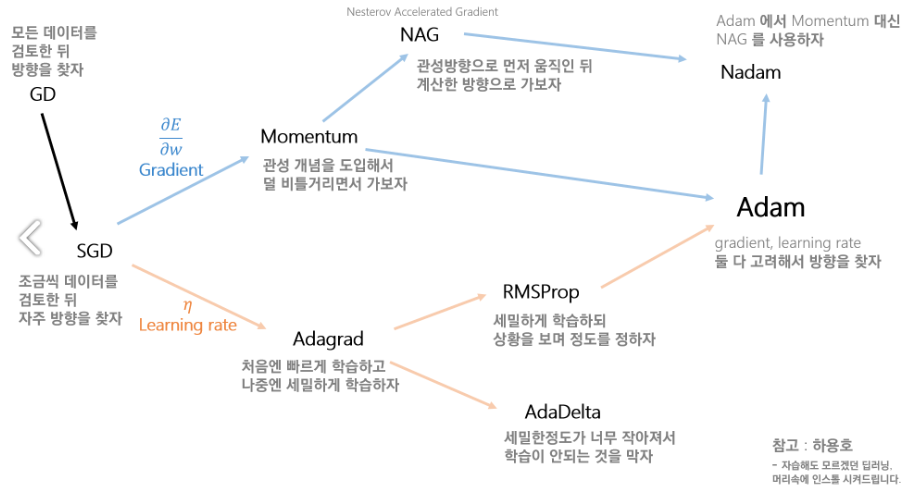 Nesterov Accelerated Gradient
NAG
관성방향으로 먼저 움직인 뒤
계산한 방향으로 가보자
Adam 에서 Momentum 대신
NAG 를 사용하자
Nadam
모든 데이터를
검토한 뒤
방향을 찾자
GD
∂E
∂w
Gradient
Momentum
관성 개념을 도입해서
덜 비틀거리면서 가보자
Adam
gradient, learning rate
둘 다 고려해서 방향을 찾자
SGD
조금씩 데이터를
검토한 뒤
자주 방향을 찾자
η
Learning rate
Adagrad
처음엔 빠르게 학습하고
나중엔 세밀하게 학습하자
RMSProp
세밀하게 학습하되
상황을 보며 정도를 정하자
AdaDelta
세밀한정도가 너무 작아져서
학습이 안되는 것을 막자
참고 : 하용호
- 자습해도 모르겠던 딥러닝,
머리속에 인스톨 시켜드립니다.